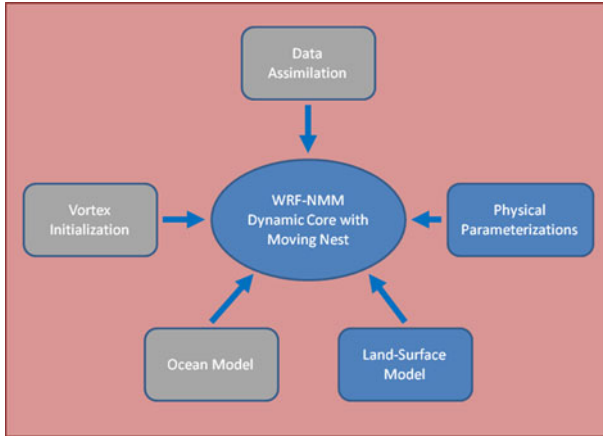 Data
Assimilation
WRF-NMM
Dynamic Core with
Moving Nest
Vortex
Initialization
Physical
Parameterizations
Ocean Model
Land-Surface
Model